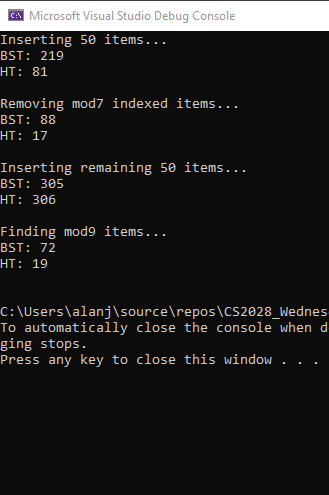 Microsoft Visual Studio Debug Console
Inserting 50 items...
BST: 219
HT: 81
Removing mod7 indexed items...
BST: 88
HT: 17
Inserting remaining 50 items...
BST: 305
HT: 306
Finding mod9 items...
BST: 72
HT: 19
C:\Users\alanj\source\repos\CS2028_Wednes
To automatically close the console when d
ging stops.
Press any key to close this window . . .